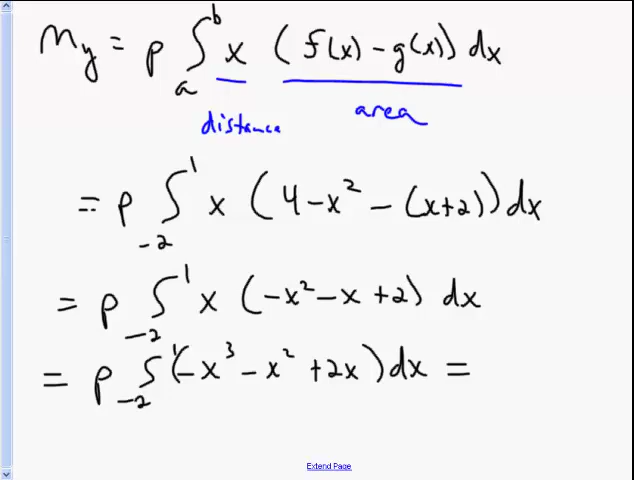 My = ρ ∫_a^b x (f(x) - g(x)) dx
distance area
= ρ ∫_{-2}^1 x (4 - x² - (x+2)) dx
= ρ ∫_{-2}^1 x (-x² - x + 2) dx
= ρ ∫_{-2}^1 (-x³ - x² + 2x) dx =
Extend Page